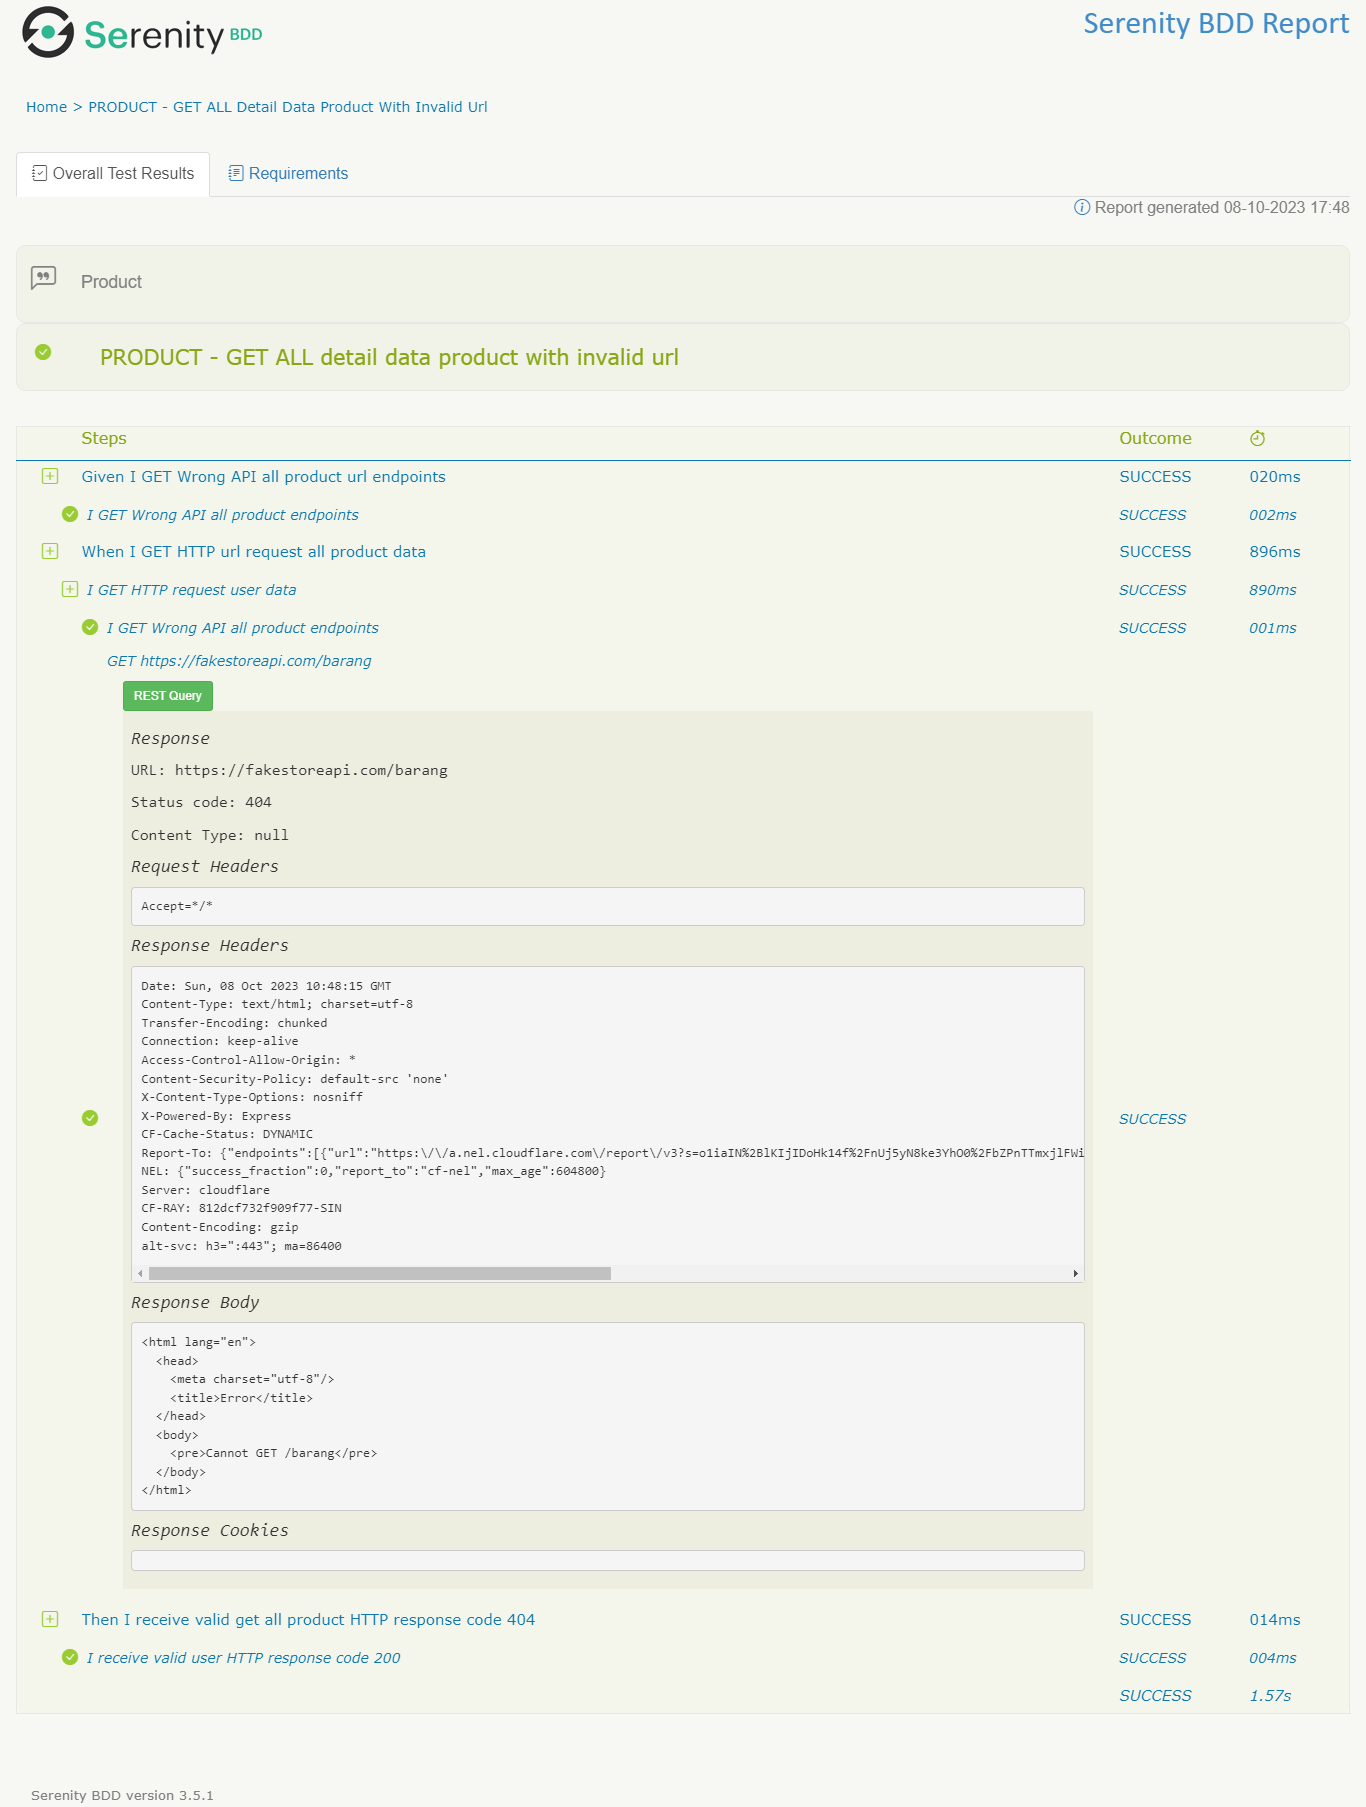 Serenity BDD
Serenity BDD Report
Home > PRODUCT - GET ALL Detail Data Product With Invalid Url
Overall Test Results
Requirements
Report generated 08-10-2023 17:48
Product
PRODUCT - GET ALL detail data product with invalid url
Steps Outcome
Given I GET Wrong API all product url endpoints SUCCESS 020ms
I GET Wrong API all product endpoints SUCCESS 002ms
When I GET HTTP url request all product data SUCCESS 896ms
I GET HTTP request user data SUCCESS 890ms
I GET Wrong API all product endpoints SUCCESS 001ms
GET https://fakestoreapi.com/barang
REST Query
Response
URL: https://fakestoreapi.com/barang
Status code: 404
Content Type: null
Request Headers
Accept=*/*
Response Headers
Date: Sun, 08 Oct 2023 10:48:15 GMT
Content-Type: text/html; charset=utf-8
Transfer-Encoding: chunked
Connection: keep-alive
Access-Control-Allow-Origin: *
Content-Security-Policy: default-src 'none'
X-Content-Type-Options: nosniff
X-Powered-By: Express
SUCCESS
CF-Cache-Status: DYNAMIC
Report-To: {"endpoints":[{"url":"https:\/\/a.nel.cloudflare.com\/report\/v3?s=o1iaIN%2BlKIjIDoHk14f%2FnUj5yN8ke3YhO0%2FbZPnTTmxjlFWi
NEL: {"success_fraction":0,"report_to":"cf-nel","max_age":604800}
Server: cloudflare
CF-RAY: 812dcf732f909f77-SIN
Content-Encoding: gzip
alt-svc: h3=":443"; ma=86400
Response Body
<html lang="en">
  <head>
    <meta charset="utf-8"/>
    <title>Error</title>
  </head>
  <body>
    <pre>Cannot GET /barang</pre>
  </body>
</html>
Response Cookies
Then I receive valid get all product HTTP response code 404 SUCCESS 014ms
I receive valid user HTTP response code 200 SUCCESS 004ms
SUCCESS 1.57s
Serenity BDD version 3.5.1